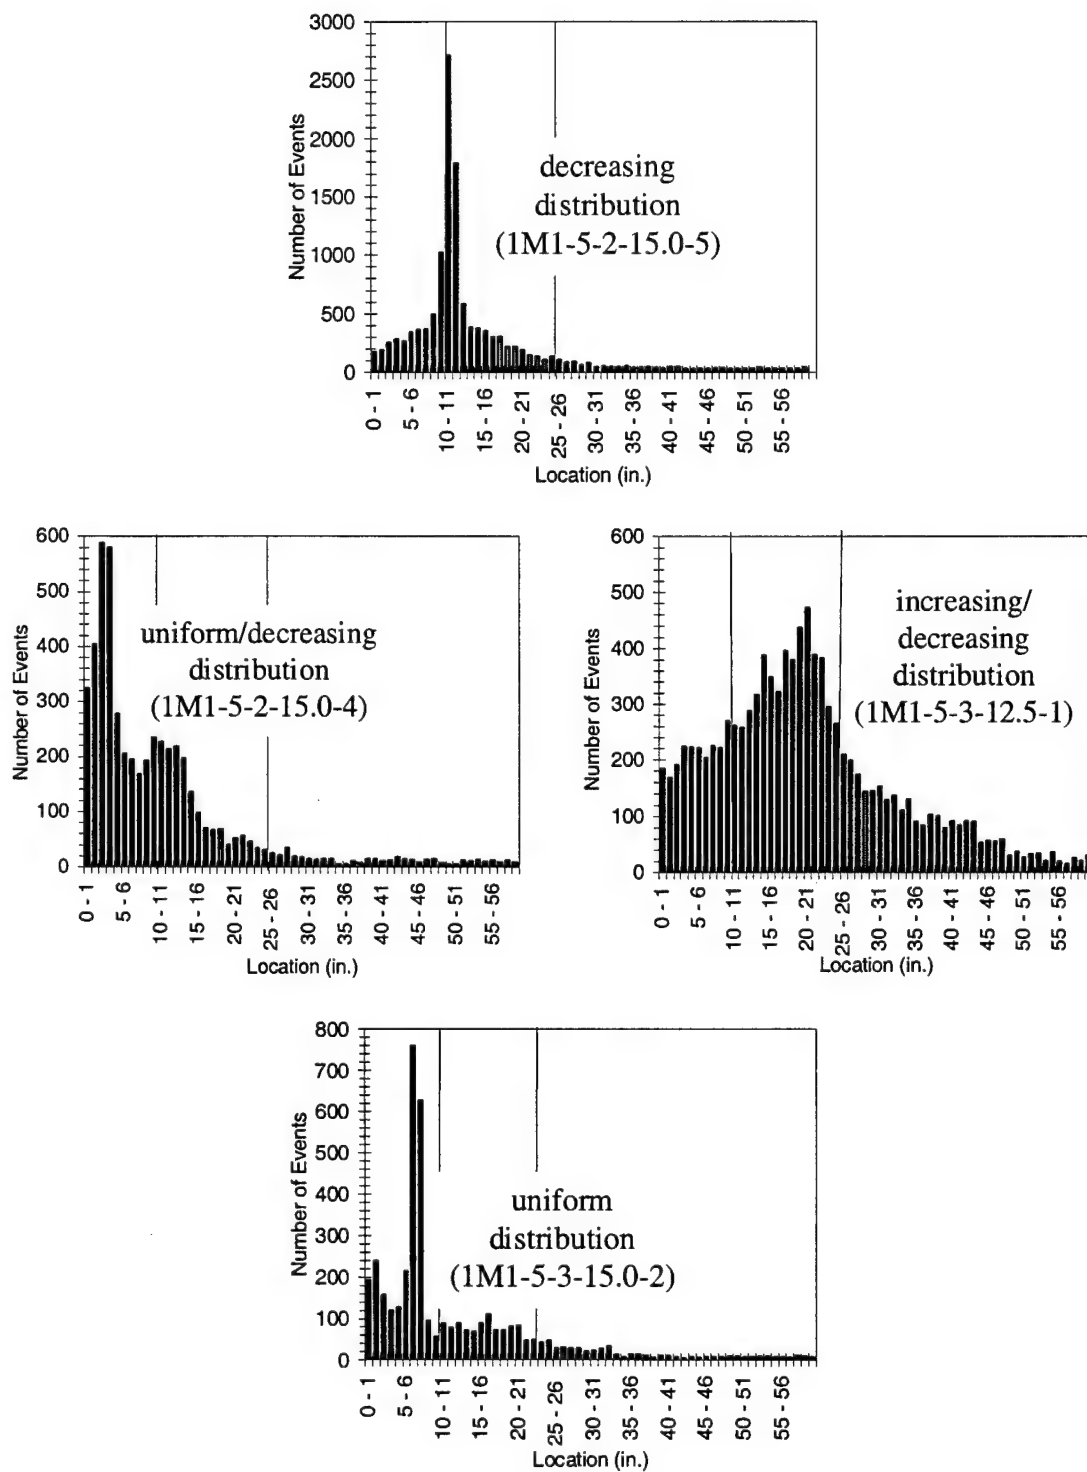 3000
2500
2000
1500
1000
500
0
Number of Events
decreasing
distribution
(1M1-5-2-15.0-5)
0 - 1
5 - 6
10 - 11
15 - 16
20 - 21
25 - 26
30 - 31
35 - 36
40 - 41
45 - 46
50 - 51
55 - 56
Location (in.)
600
500
400
300
200
100
0
Number of Events
uniform/decreasing
distribution
(1M1-5-2-15.0-4)
0 - 1
5 - 6
10 - 11
15 - 16
20 - 21
25 - 26
30 - 31
35 - 36
40 - 41
45 - 46
50 - 51
55 - 56
Location (in.)
600
500
400
300
200
100
0
Number of Events
increasing/
decreasing
distribution
(1M1-5-3-12.5-1)
0 - 1
5 - 6
10 - 11
15 - 16
20 - 21
25 - 26
30 - 31
35 - 36
40 - 41
45 - 46
50 - 51
55 - 56
Location (in.)
800
700
600
500
400
300
200
100
0
Number of Events
uniform
distribution
(1M1-5-3-15.0-2)
0 - 1
5 - 6
10 - 11
15 - 16
20 - 21
25 - 26
30 - 31
35 - 36
40 - 41
45 - 46
50 - 51
55 - 56
Location (in.)